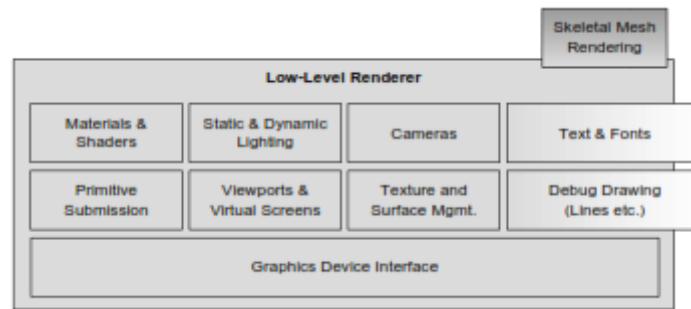 Skeletal Mesh
Rendering
Low-Level Renderer
Materials &
Shaders
Static & Dynamic
Lighting
Cameras
Text & Fonts
Primitive
Submission
Viewports &
Virtual Screens
Texture and
Surface Mgmt.
Debug Drawing
(Lines etc.)
Graphics Device Interface